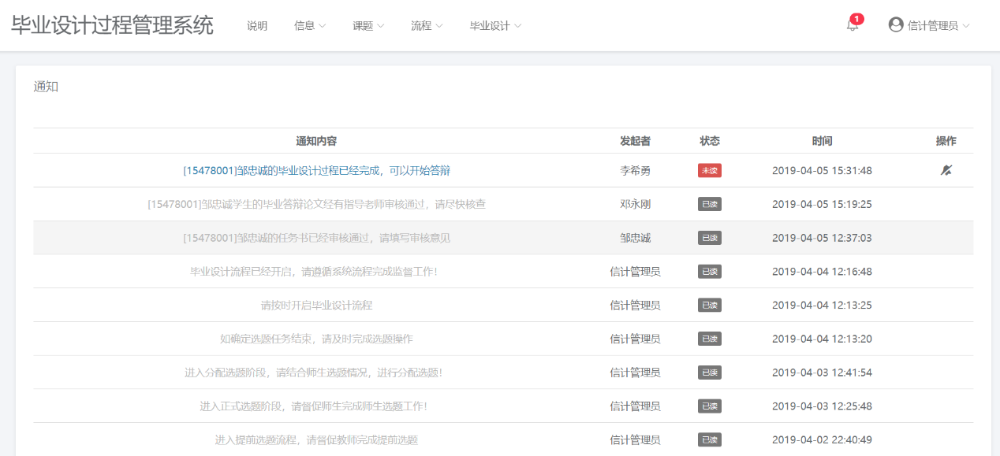 毕业设计过程管理系统 说明 信息 课题 流程 毕业设计 1 信计管理员
通知
通知内容 发起者 状态 时间 操作
[15478001]邹忠诚的毕业设计过程已经完成，可以开始答辩 李希勇 未读 2019-04-05 15:31:48
[15478001]邹忠诚学生的毕业答辩论文经有指导老师审核通过，请尽快核查 邓永刚 已读 2019-04-05 15:19:25
[15478001]邹忠诚的任务书已经审核通过，请填写审核意见 邹忠诚 已读 2019-04-05 12:37:03
毕业设计流程已经开启，请遵循系统流程完成监督工作！ 信计管理员 已读 2019-04-04 12:16:48
请按时开启毕业设计流程 信计管理员 已读 2019-04-04 12:13:25
如确定选题任务结束，请及时完成选题操作 信计管理员 已读 2019-04-04 12:13:20
进入分配选题阶段，请结合师生选题情况，进行分配选题！ 信计管理员 已读 2019-04-03 12:41:54
进入正式选题阶段，请督促师生完成师生选题工作！ 信计管理员 已读 2019-04-03 12:25:48
进入提前选题流程，请督促教师完成提前选题 信计管理员 已读 2019-04-02 22:40:49